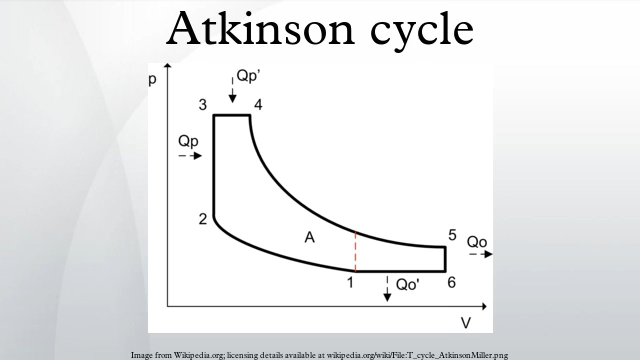 Atkinson cycle
p
Qp'
3
4
Qp
2
A
5
Qo
1
Qo'
6
V
Image from Wikipedia.org; licensing details available at wikipedia.org/wiki/File:T_cycle_AtkinsonMiller.png